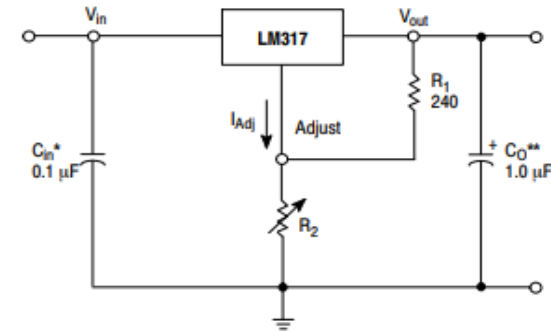 Vin
LM317
Vout
R1
240
IAdj
Adjust
Cin*
0.1 μF
+
CO**
1.0 μF
R2